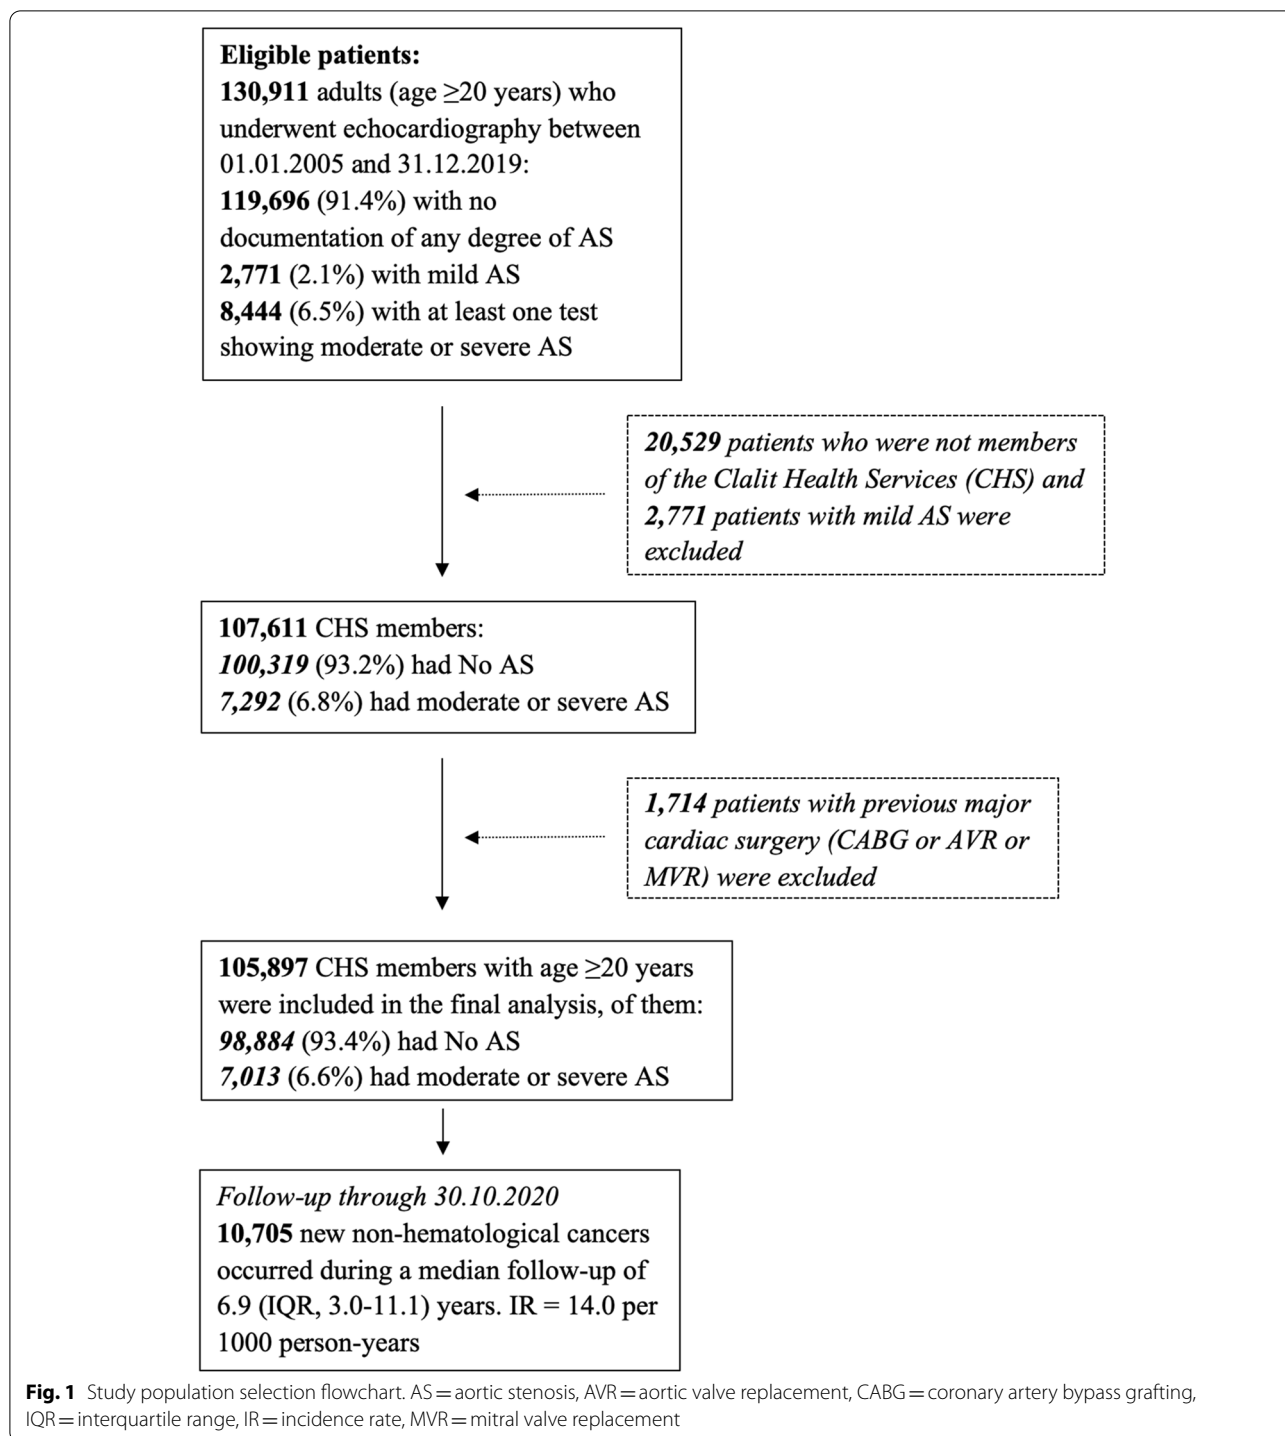 Eligible patients:
130,911 adults (age ≥20 years) who
underwent echocardiography between
01.01.2005 and 31.12.2019:
119,696 (91.4%) with no
documentation of any degree of AS
2,771 (2.1%) with mild AS
8,444 (6.5%) with at least one test
showing moderate or severe AS
20,529 patients who were not members
of the Clalit Health Services (CHS) and
2,771 patients with mild AS were
excluded
107,611 CHS members:
100,319 (93.2%) had No AS
7,292 (6.8%) had moderate or severe AS
1,714 patients with previous major
cardiac surgery (CABG or AVR or
MVR) were excluded
105,897 CHS members with age ≥20 years
were included in the final analysis, of them:
98,884 (93.4%) had No AS
7,013 (6.6%) had moderate or severe AS
Follow-up through 30.10.2020
10,705 new non-hematological cancers
occurred during a median follow-up of
6.9 (IQR, 3.0-11.1) years. IR = 14.0 per
1000 person-years
Fig. 1 Study population selection flowchart. AS = aortic stenosis, AVR = aortic valve replacement, CABG = coronary artery bypass grafting,
IQR = interquartile range, IR = incidence rate, MVR = mitral valve replacement